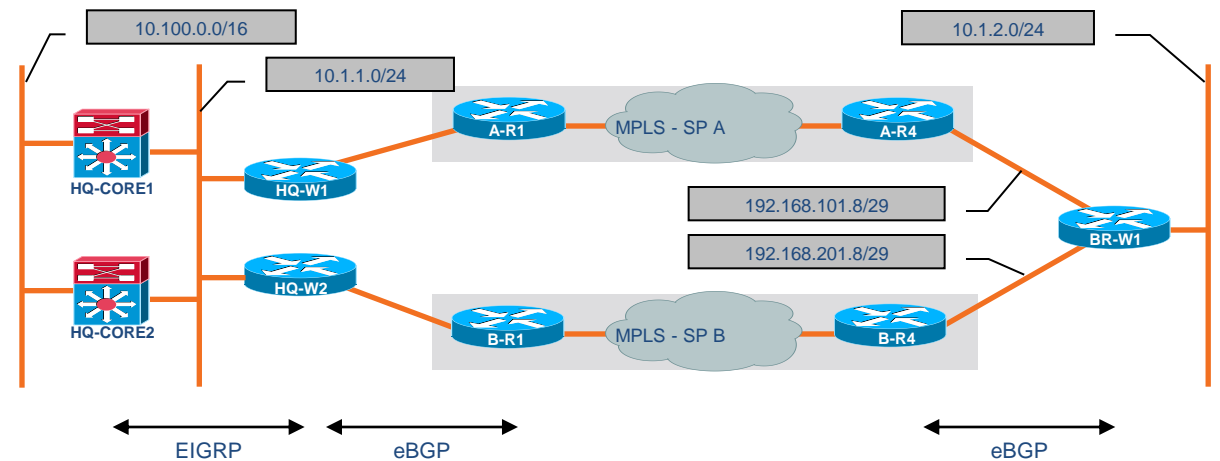 10.100.0.0/16
10.1.2.0/24
10.1.1.0/24
A-R1
MPLS - SP A
A-R4
HQ-CORE1
HQ-W1
192.168.101.8/29
BR-W1
192.168.201.8/29
HQ-W2
HQ-CORE2
B-R1
MPLS - SP B
B-R4
EIGRP
eBGP
eBGP